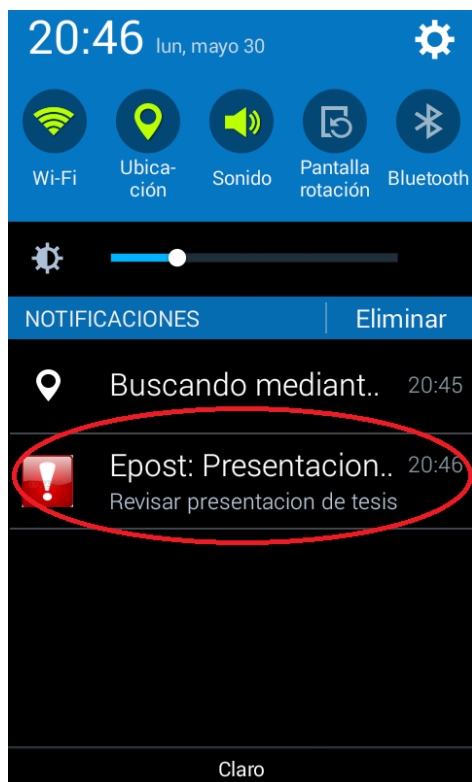 20:46 lun, mayo 30
Wi-Fi
Ubica-
ción
Sonido
Pantalla
rotación
Bluetooth
NOTIFICACIONES
Eliminar
Buscando mediant.. 20:45
Epost: Presentacion.. 20:46
Revisar presentacion de tesis
Claro